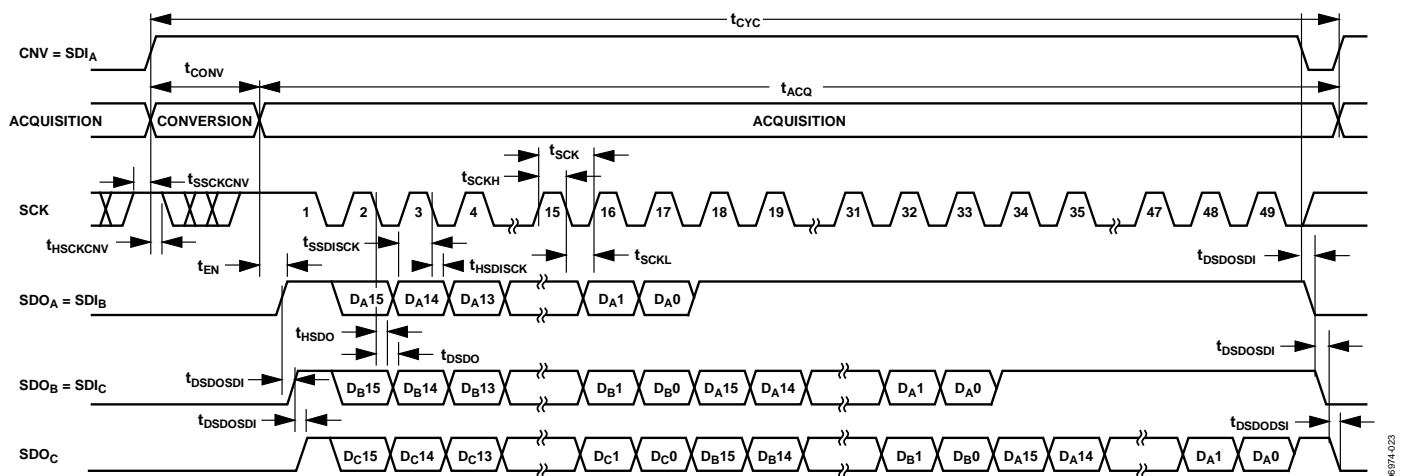 tCYC
CNV = SDIA
tCONV
tACQ
ACQUISITION CONVERSION ACQUISITION
tSCK
tSSCKCNV
tSCKH
SCK 1 2 3 4 15 16 17 18 19 31 32 33 34 35 47 48 49
tHSCKCNV
tSSDISCK
tEN
tHSDISCK
tSCKL
tDSDOSDI
SDOA = SDIB DA15 DA14 DA13 DA1 DA0
tHSDO
tDSDO
tDSDOSDI
tDSDOSDI
SDOB = SDIC DB15 DB14 DB13 DB1 DB0 DA15 DA14 DA1 DA0
tDSDOSDI
tDSDODSI
SDOC DC15 DC14 DC13 DC1 DC0 DB15 DB14 DB1 DB0 DA15 DA14 DA1 DA0
06974-023